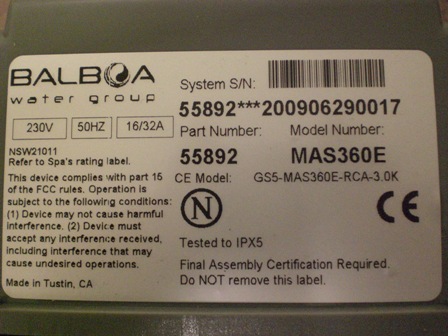 BALBOA
water group
230V 50HZ 16/32A
NSW21011
Refer to Spa's rating label.
This device complies with part 15
of the FCC rules. Operation is
subject to the following conditions:
(1) Device may not cause harmful
interference. (2) Device must
accept any interference received,
including interference that may
cause undesired operations.
Made in Tustin, CA
System S/N:
55892***200906290017
Part Number: Model Number:
55892 MAS360E
CE Model: GS5-MAS360E-RCA-3.0K
N CE
Tested to IPX5
Final Assembly Certification Required.
Do NOT remove this label.